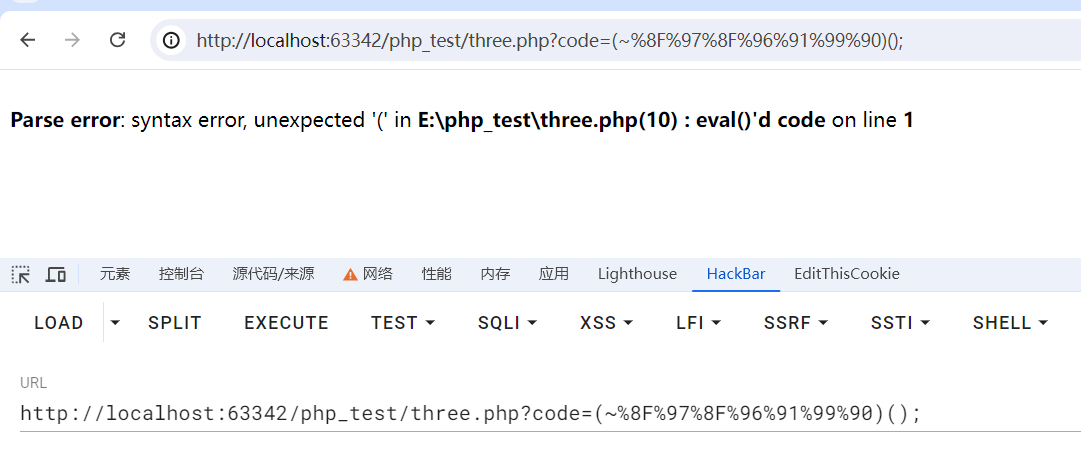 http://localhost:63342/php_test/three.php?code=(~%8F%97%8F%96%91%99%90)();
Parse error: syntax error, unexpected '(' in E:\php_test\three.php(10) : eval()'d code on line 1
元素 控制台 源代码/来源 网络 性能 内存 应用 Lighthouse HackBar EditThisCookie
LOAD SPLIT EXECUTE TEST SQLI XSS LFI SSRF SSTI SHELL
URL
http://localhost:63342/php_test/three.php?code=(~%8F%97%8F%96%91%99%90)();